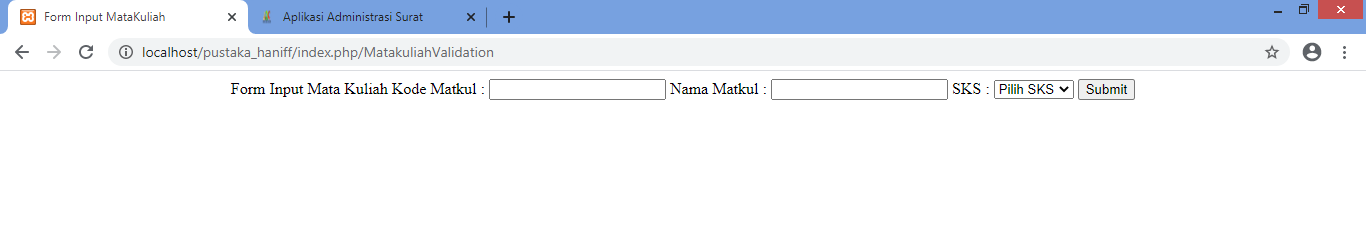 Form Input MataKuliah
Aplikasi Administrasi Surat
localhost/pustaka_haniff/index.php/MatakuliahValidation
Form Input Mata Kuliah Kode Matkul : Nama Matkul : SKS : Pilih SKS Submit